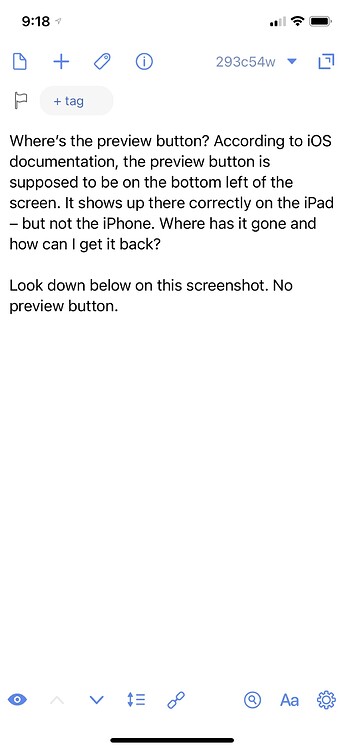 9:18
293c54w
+ tag
Where's the preview button? According to iOS
documentation, the preview button is
supposed to be on the bottom left of the
screen. It shows up there correctly on the iPad
– but not the iPhone. Where has it gone and
how can I get it back?
Look down below on this screenshot. No
preview button.
Aa